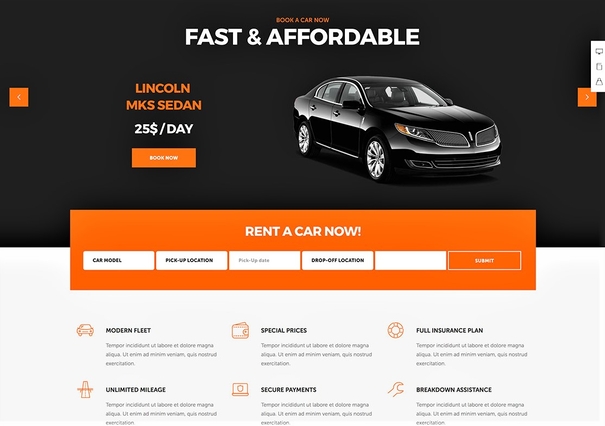 BOOK A CAR NOW
FAST & AFFORDABLE
LINCOLN
MKS SEDAN
25$/DAY
BOOK NOW
RENT A CAR NOW!
CAR MODEL
PICK-UP LOCATION
Pick-Up date
DROP-OFF LOCATION
SUBMIT
MODERN FLEET
Tempor incididunt ut labore et dolore magna
aliqua. Ut enim ad minim veniam, quis nostrud
exercitation.
SPECIAL PRICES
Tempor incididunt ut labore et dolore magna
aliqua. Ut enim ad minim veniam, quis nostrud
exercitation.
FULL INSURANCE PLAN
Tempor incididunt ut labore et dolore magna
aliqua. Ut enim ad minim veniam, quis nostrud
exercitation.
UNLIMITED MILEAGE
Tempor incididunt ut labore et dolore magna
aliqua. Ut enim ad minim veniam, quis nostrud
exercitation.
SECURE PAYMENTS
Tempor incididunt ut labore et dolore magna
aliqua. Ut enim ad minim veniam, quis nostrud
exercitation.
BREAKDOWN ASSISTANCE
Tempor incididunt ut labore et dolore magna
aliqua. Ut enim ad minim veniam, quis nostrud
exercitation.